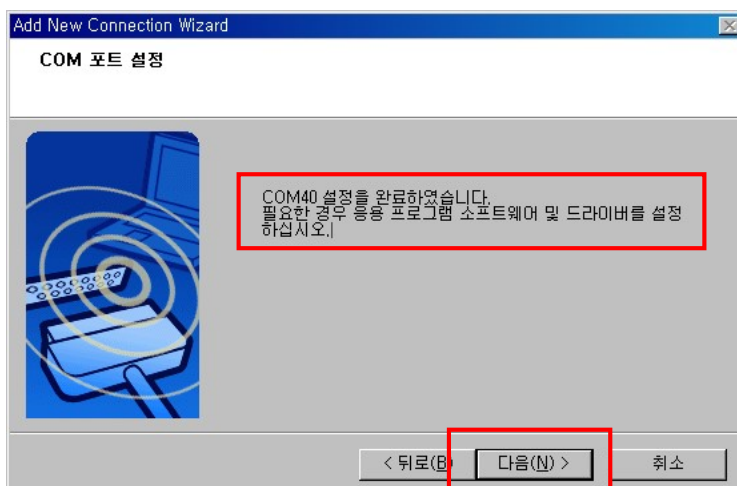 Add New Connection Wizard
COM 포트 설정
COM40 설정을 완료하였습니다.
필요한 경우 응용 프로그램 소프트웨어 및 드라이버를 설정
하십시오.
< 뒤로(B) 다음(N) > 취소